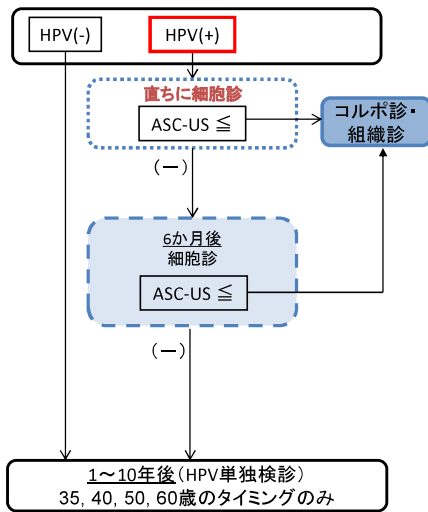 HPV(-)
HPV(+)
直ちに細胞診
ASC-US ≦
コルポ診・
組織診
(ー)
6か月後
細胞診
ASC-US ≦
(ー)
1～10年後(HPV単独検診)
35, 40, 50, 60歳のタイミングのみ